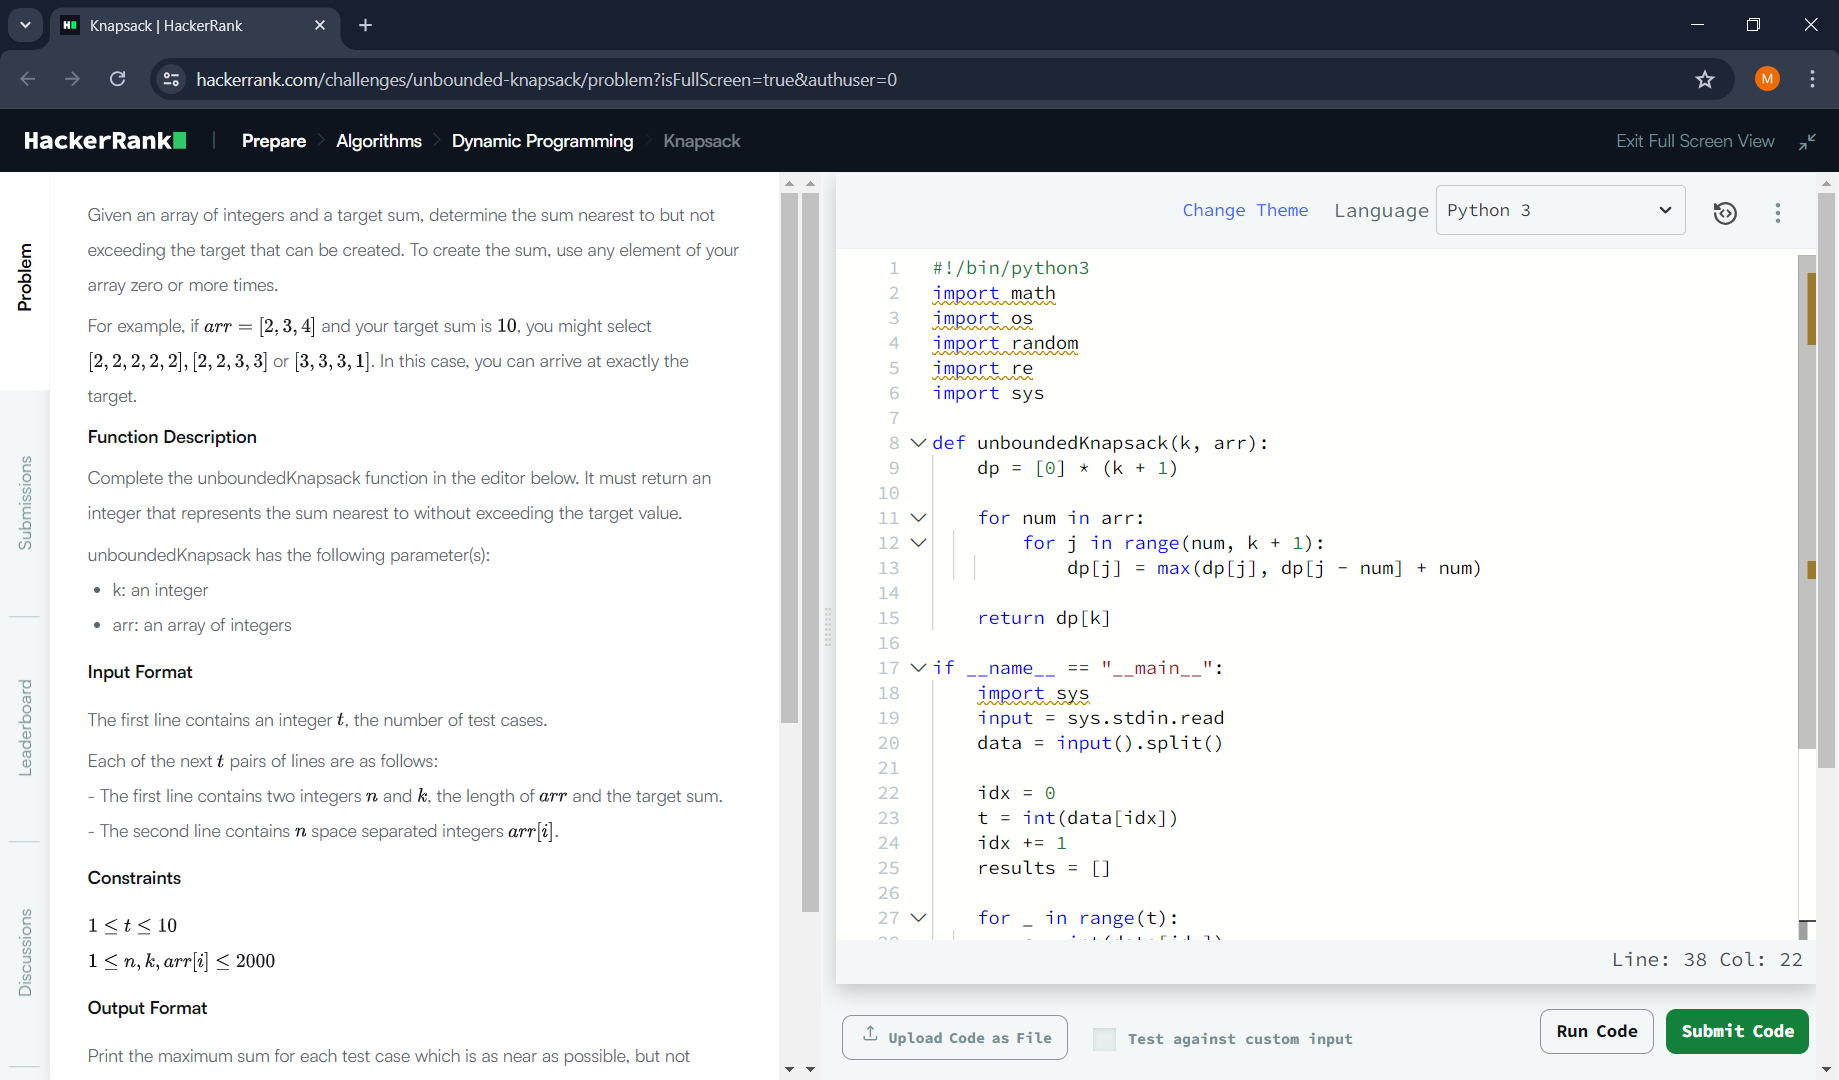 Knapsack | HackerRank
hackerrank.com/challenges/unbounded-knapsack/problem?isFullScreen=true&authuser=0
M
HackerRank
Prepare
Algorithms
Dynamic Programming
Knapsack
Exit Full Screen View
Problem
Submissions
Leaderboard
Discussions
Given an array of integers and a target sum, determine the sum nearest to but not
exceeding the target that can be created. To create the sum, use any element of your
array zero or more times.
For example, if arr = [2, 3, 4] and your target sum is 10, you might select
[2, 2, 2, 2, 2], [2, 2, 3, 3] or [3, 3, 3, 1]. In this case, you can arrive at exactly the
target.
Function Description
Complete the unboundedKnapsack function in the editor below. It must return an
integer that represents the sum nearest to without exceeding the target value.
unboundedKnapsack has the following parameter(s):
• k: an integer
• arr: an array of integers
Input Format
The first line contains an integer t, the number of test cases.
Each of the next t pairs of lines are as follows:
- The first line contains two integers n and k, the length of arr and the target sum.
- The second line contains n space separated integers arr[i].
Constraints
1 ≤ t ≤ 10
1 ≤ n, k, arr[i] ≤ 2000
Output Format
Print the maximum sum for each test case which is as near as possible, but not
Change Theme Language Python 3
1 #!/bin/python3
2 import math
3 import os
4 import random
5 import re
6 import sys
7
8 def unboundedKnapsack(k, arr):
9     dp = [0] * (k + 1)
10
11     for num in arr:
12         for j in range(num, k + 1):
13             dp[j] = max(dp[j], dp[j - num] + num)
14
15     return dp[k]
16
17 if __name__ == "__main__":
18     import sys
19     input = sys.stdin.read
20     data = input().split()
21
22     idx = 0
23     t = int(data[idx])
24     idx += 1
25     results = []
26
27     for _ in range(t):
Line: 38 Col: 22
Upload Code as File
Test against custom input
Run Code
Submit Code